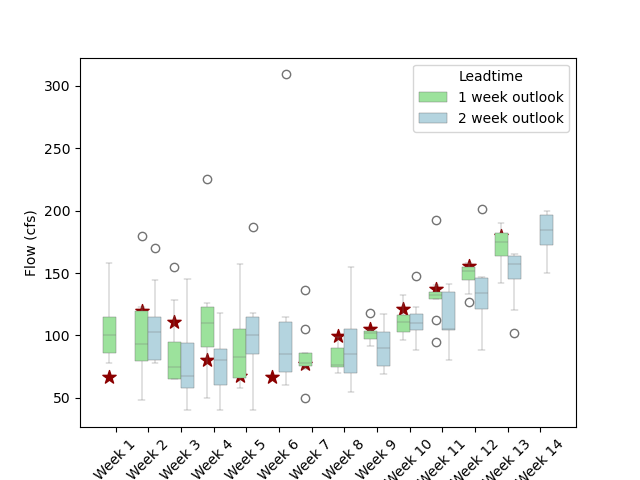 Leadtime
1 week outlook
2 week outlook
Flow (cfs)
300
250
200
150
100
50
Week 1
Week 2
Week 3
Week 4
Week 5
Week 6
Week 7
Week 8
Week 9
Week 10
Week 11
Week 12
Week 13
Week 14